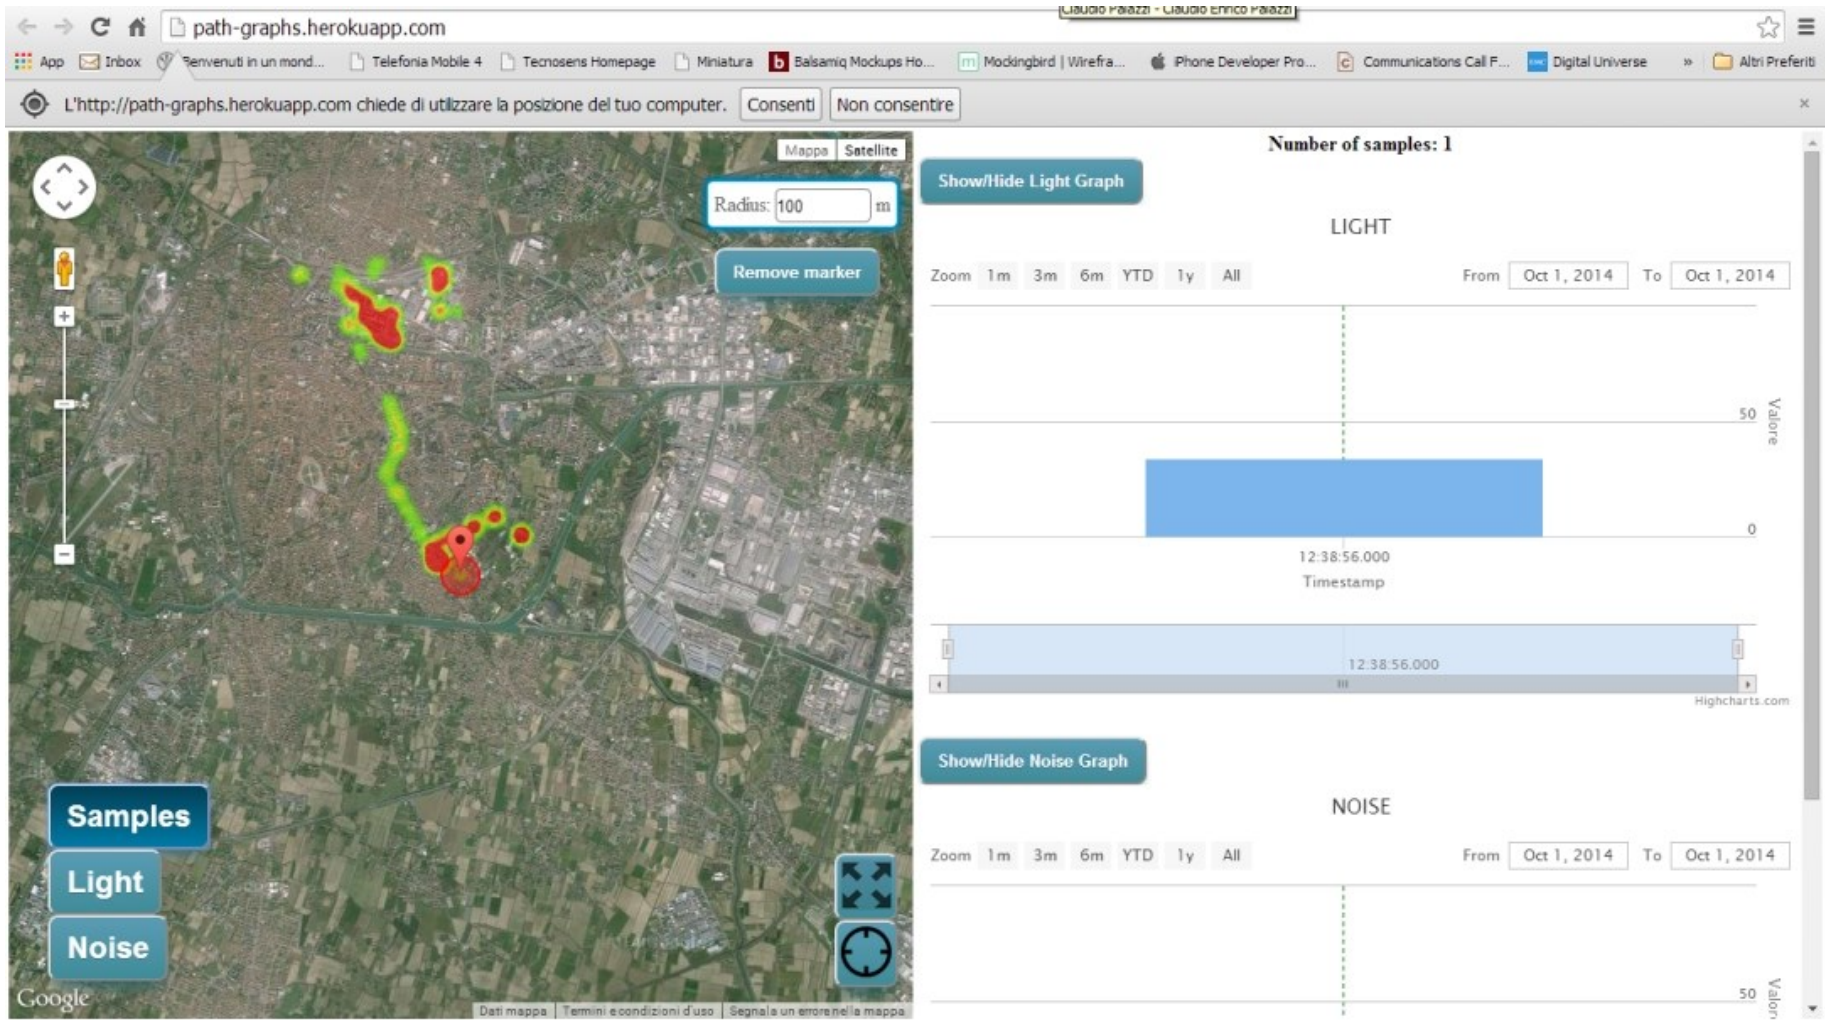 Claudio Palazzi - Claudio Enrico Palazzi
path-graphs.herokuapp.com
App Inbox Benvenuti in un mond... Telefonia Mobile 4 Tecnosens Homepage Miniatura Balsamiq Mockups Ho... Mockingbird | Wirefra... iPhone Developer Pro... Communications Call F... Digital Universe » Altri Preferiti
L'http://path-graphs.herokuapp.com chiede di utilizzare la posizione del tuo computer. Consenti Non consentire ×
Mappa Satellite
Radius: 100 m
Remove marker
Samples
Light
Noise
Google
Dati mappa Termini e condizioni d'uso Segnala un errore nella mappa
Number of samples: 1
Show/Hide Light Graph
LIGHT
Zoom 1m 3m 6m YTD 1y All From Oct 1, 2014 To Oct 1, 2014
50
Valore
0
12:38:56.000
Timestamp
12:38:56.000
Highcharts.com
Show/Hide Noise Graph
NOISE
Zoom 1m 3m 6m YTD 1y All From Oct 1, 2014 To Oct 1, 2014
50
Valor